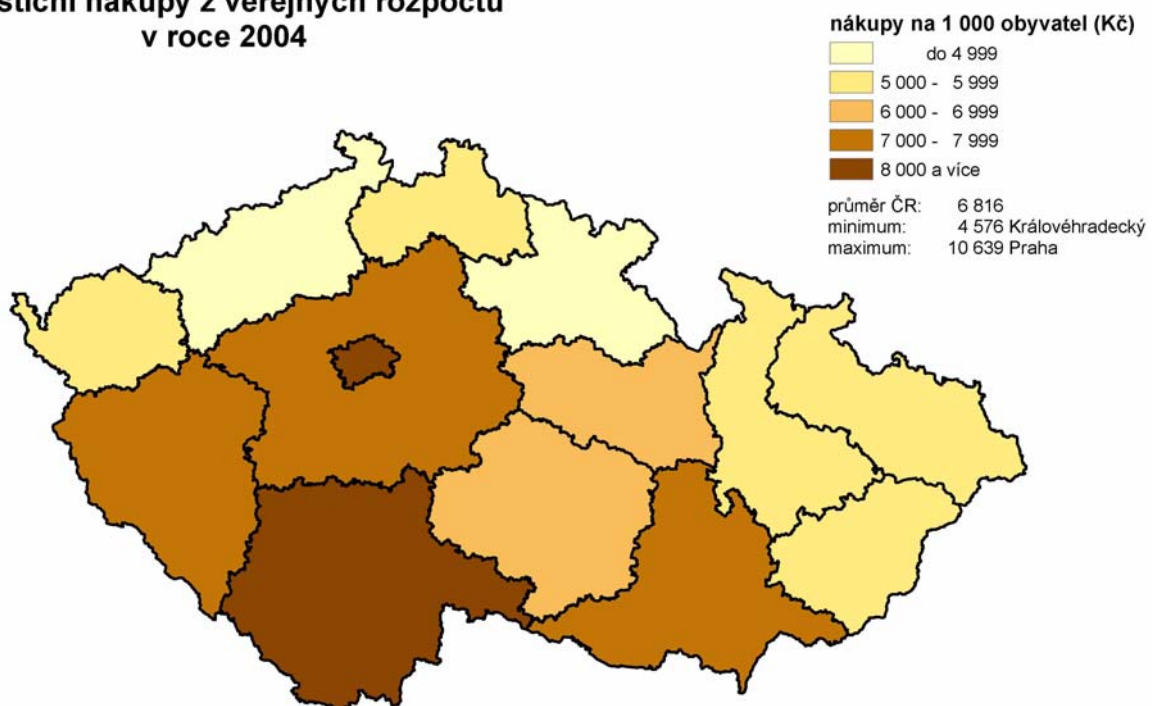 stiční nákupy z veřejných rozpočtů
v roce 2004
nákupy na 1 000 obyvatel (Kč)
do 4 999
5 000 - 5 999
6 000 - 6 999
7 000 - 7 999
8 000 a více
průměr ČR: 6 816
minimum: 4 576 Královéhradecký
maximum: 10 639 Praha